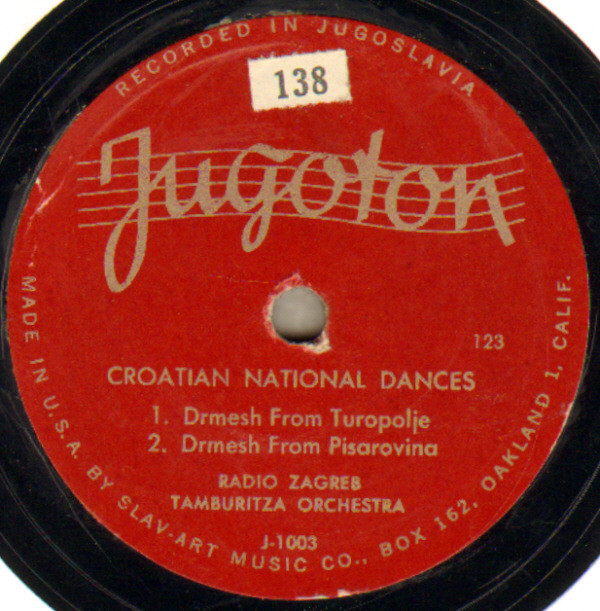 RECORDED IN JUGOSLAVIA
138
Jugoton
123
CROATIAN NATIONAL DANCES
1. Drmesh From Turopolje
2. Drmesh From Pisarovina
RADIO ZAGREB
TAMBURITZA ORCHESTRA
J-1003
MADE IN U.S.A. BY SLAV-ART MUSIC CO., BOX 162, OAKLAND 1, CALIF.